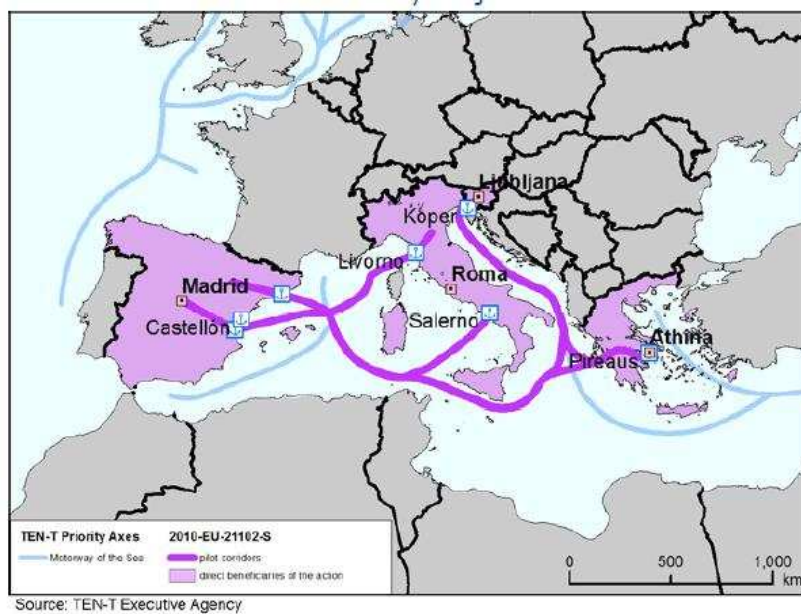 Ljubljana
Koper
Livorno
Roma
Madrid
Castellón
Salerno
Athina
Pireaus
TEN-T Priority Axes
Motorway of the Sea
2010-EU-21102-S
pilot corridors
direct beneficaries of the action
0 500 1,000
km
Source: TEN-T Executive Agency